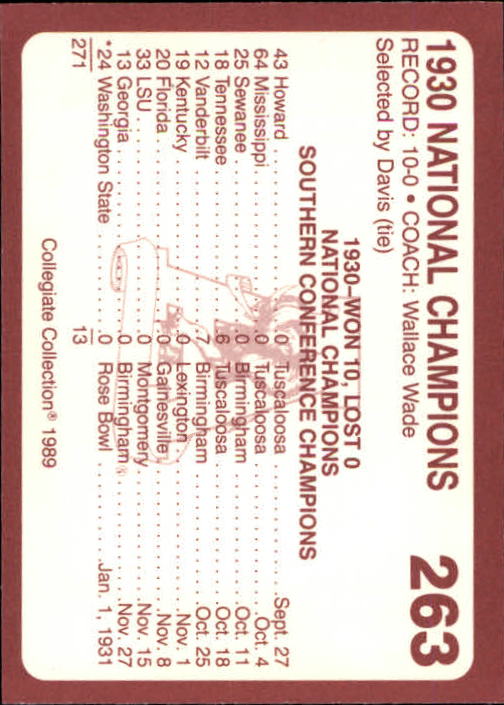 1930 NATIONAL CHAMPIONS 263
RECORD: 10-0 • COACH: Wallace Wade
Selected by Davis (tie)
1930–WON 10, LOST 0
NATIONAL CHAMPIONS
SOUTHERN CONFERENCE CHAMPIONS
43 Howard 0 Tuscaloosa Sept. 27
64 Mississippi 0 Tuscaloosa Oct. 4
25 Sewanee 0 Birmingham Oct. 11
18 Tennessee 6 Tuscaloosa Oct. 18
12 Vanderbilt 7 Birmingham Oct. 25
19 Kentucky 0 Lexington Nov. 1
20 Florida 0 Gainesville Nov. 8
33 LSU 0 Montgomery Nov. 15
13 Georgia 0 Birmingham Nov. 27
*24 Washington State 0 Rose Bowl Jan. 1, 1931
271 13
Collegiate Collection® 1989